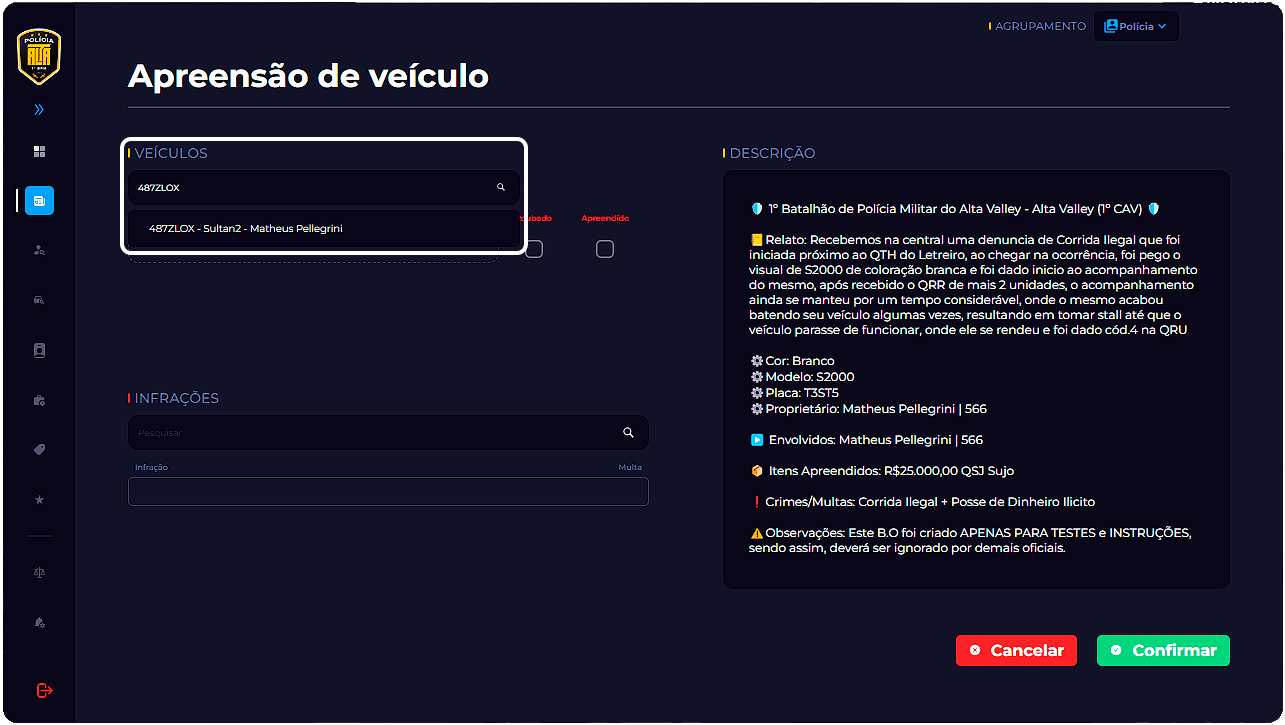 POLÍCIA
ALTA
1º BPM
AGRUPAMENTO
Polícia
Apreensão de veículo
VEÍCULOS
487ZLOX
487ZLOX - Sultan2 - Matheus Pellegrini
Apreendido
INFRAÇÕES
Pesquisar
Infração Multa
DESCRIÇÃO
1º Batalhão de Polícia Militar do Alta Valley - Alta Valley (1º CAV)
Relato: Recebemos na central uma denuncia de Corrida Ilegal que foi
iniciada próximo ao QTH do Letreiro, ao chegar na ocorrência, foi pego o
visual de S2000 de coloração branca e foi dado inicio ao acompanhamento
do mesmo, após recebido o QRR de mais 2 unidades, o acompanhamento
ainda se manteu por um tempo considerável, onde o mesmo acabou
batendo seu veículo algumas vezes, resultando em tomar stall até que o
veículo parasse de funcionar, onde ele se rendeu e foi dado cód.4 na QRU
Cor: Branco
Modelo: S2000
Placa: T3ST5
Proprietário: Matheus Pellegrini | 566
Envolvidos: Matheus Pellegrini | 566
Itens Apreendidos: R$25.000,00 QSJ Sujo
Crimes/Multas: Corrida Ilegal + Posse de Dinheiro Ilicito
Observações: Este B.O foi criado APENAS PARA TESTES e INSTRUÇÕES,
sendo assim, deverá ser ignorado por demais oficiais.
Cancelar
Confirmar